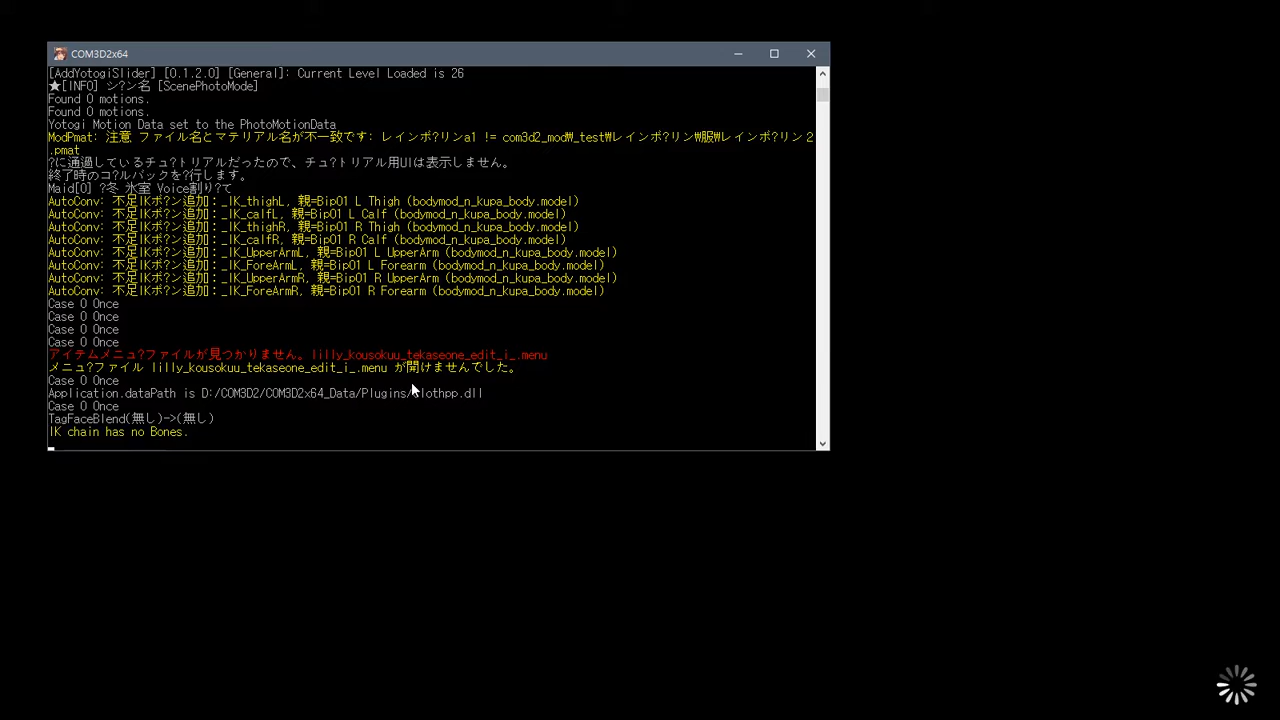 COM3D2x64
[AddYotogiSlider] [0.1.2.0] [General]: Current Level Loaded is 26
★[INFO] シ?ン名 [ScenePhotoMode]
Found 0 motions.
Found 0 motions.
Yotogi Motion Data set to the PhotoMotionData
ModPmat: 注意 ファイル名とマテリアル名が不一致です: レインボ?リンa1 != com3d2_mod₩_test₩レインボ?リン₩服₩レインボ?リン２
.pmat
?に通過しているチュ?トリアルだったので、チュ?トリアル用UIは表示しません。
終了時のコ?ルバックを?行します。
Maid[0] ?冬 氷室 Voice割り?て
AutoConv: 不足IKボ?ン追加：_IK_thighL, 親=Bip01 L Thigh (bodymod_n_kupa_body.model)
AutoConv: 不足IKボ?ン追加：_IK_calfL, 親=Bip01 L Calf (bodymod_n_kupa_body.model)
AutoConv: 不足IKボ?ン追加：_IK_thighR, 親=Bip01 R Thigh (bodymod_n_kupa_body.model)
AutoConv: 不足IKボ?ン追加：_IK_calfR, 親=Bip01 R Calf (bodymod_n_kupa_body.model)
AutoConv: 不足IKボ?ン追加：_IK_UpperArmL, 親=Bip01 L UpperArm (bodymod_n_kupa_body.model)
AutoConv: 不足IKボ?ン追加：_IK_ForeArmL, 親=Bip01 L Forearm (bodymod_n_kupa_body.model)
AutoConv: 不足IKボ?ン追加：_IK_UpperArmR, 親=Bip01 R UpperArm (bodymod_n_kupa_body.model)
AutoConv: 不足IKボ?ン追加：_IK_ForeArmR, 親=Bip01 R Forearm (bodymod_n_kupa_body.model)
Case 0 Once
Case 0 Once
Case 0 Once
Case 0 Once
アイテムメニュ?ファイルが見つかりません。lilly_kousokuu_tekaseone_edit_i_.menu
メニュ?ファイル lilly_kousokuu_tekaseone_edit_i_.menu が開けませんでした。
Case 0 Once
Application.dataPath is D:/COM3D2/COM3D2x64_Data/Plugins/ lothpp.dll
Case 0 Once
TagFaceBlend(無し)->(無し)
IK chain has no Bones.